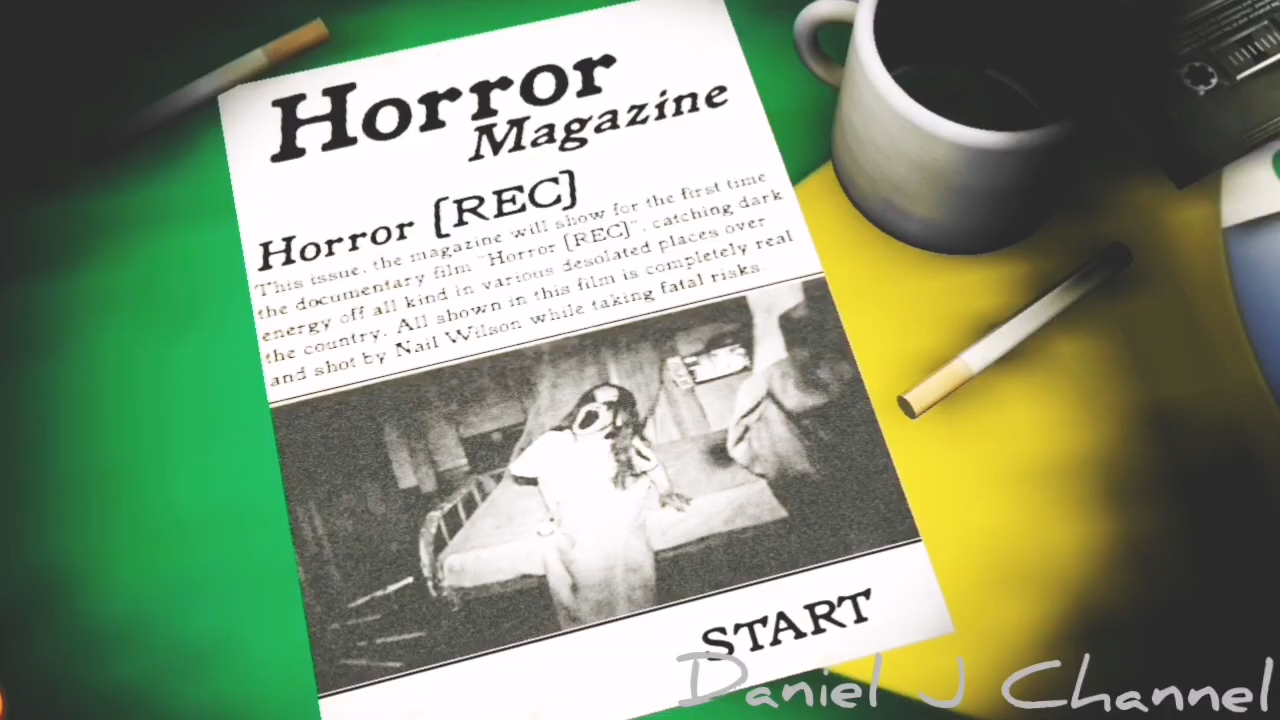 Horror
Magazine
Horror [REC]
This issue, the magazine will show for the first time
the documentary film "Horror [REC]", catching dark
energy off all kind in various desolated places over
the country. All shown in this film is completely real
and shot by Nail Wilson while taking fatal risks.
START
Daniel J Channel